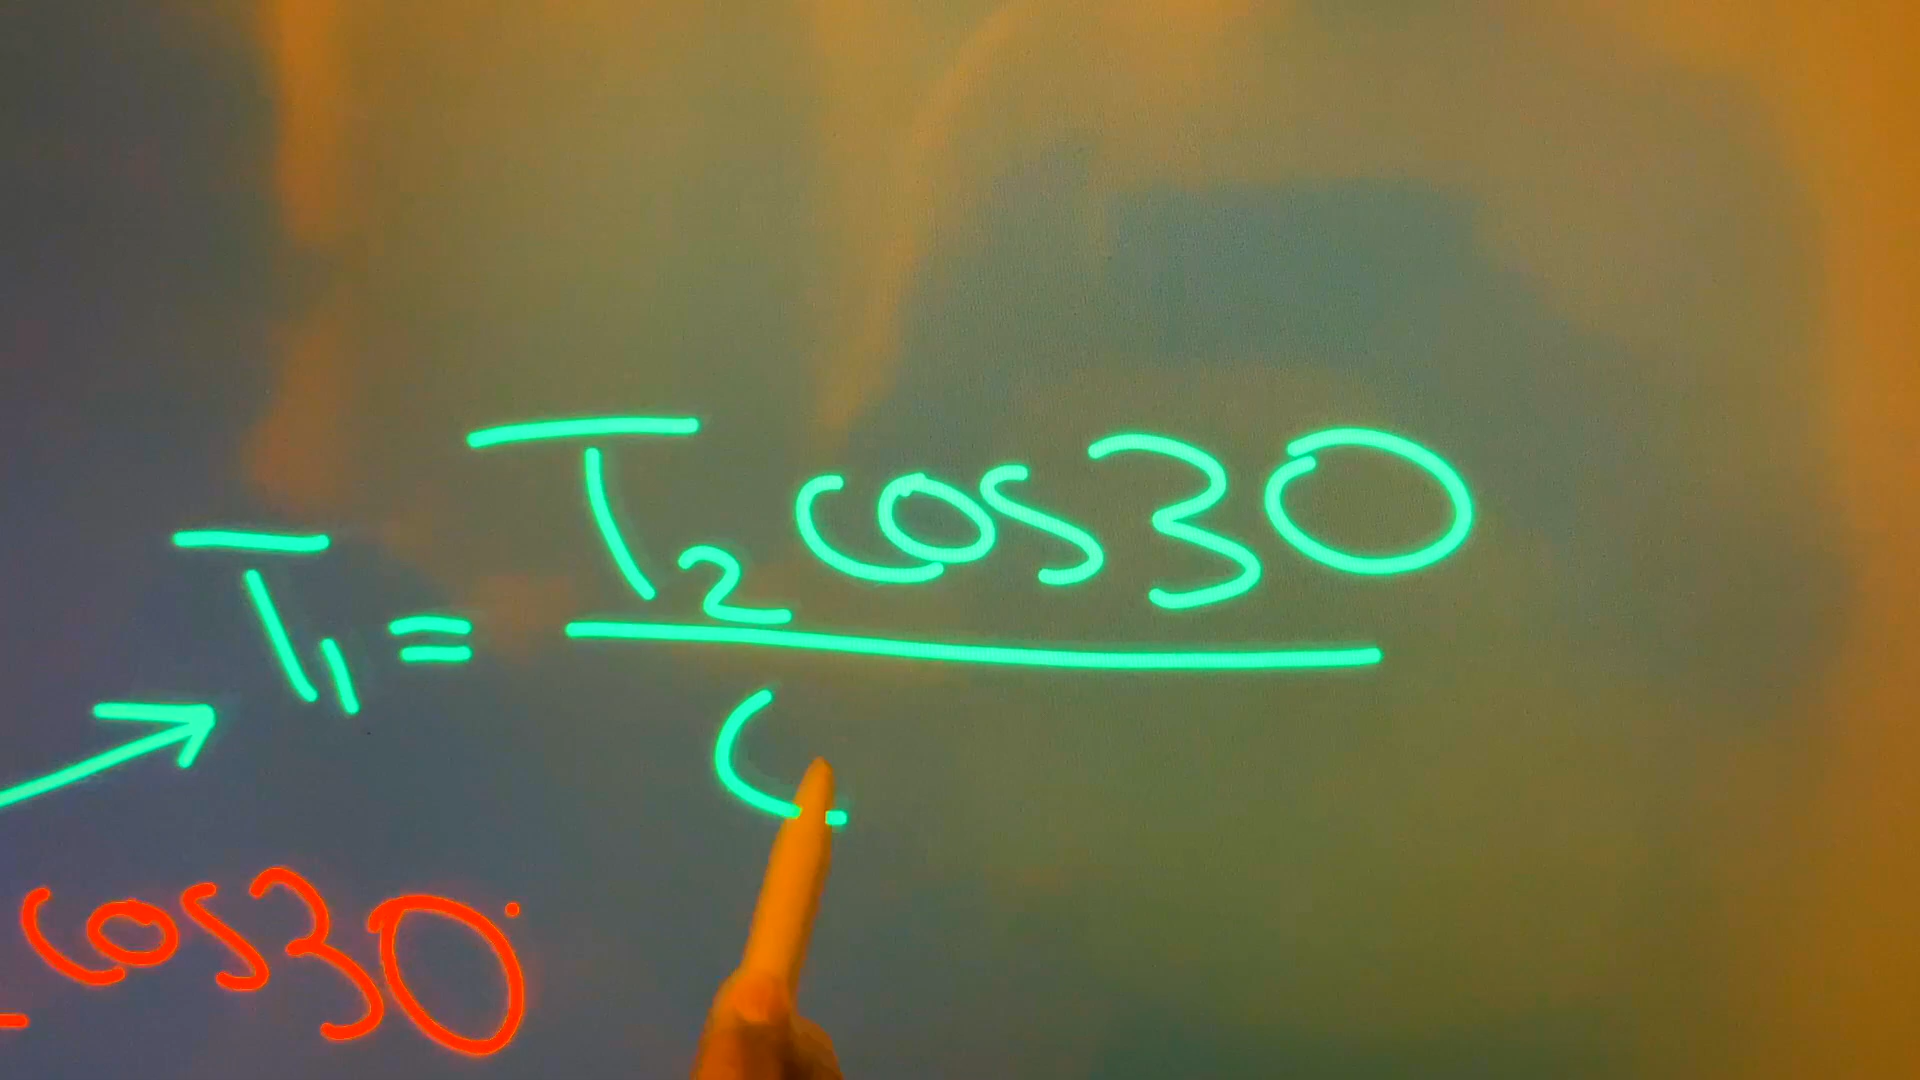 T₁ = T₂cos30
c
cos30°